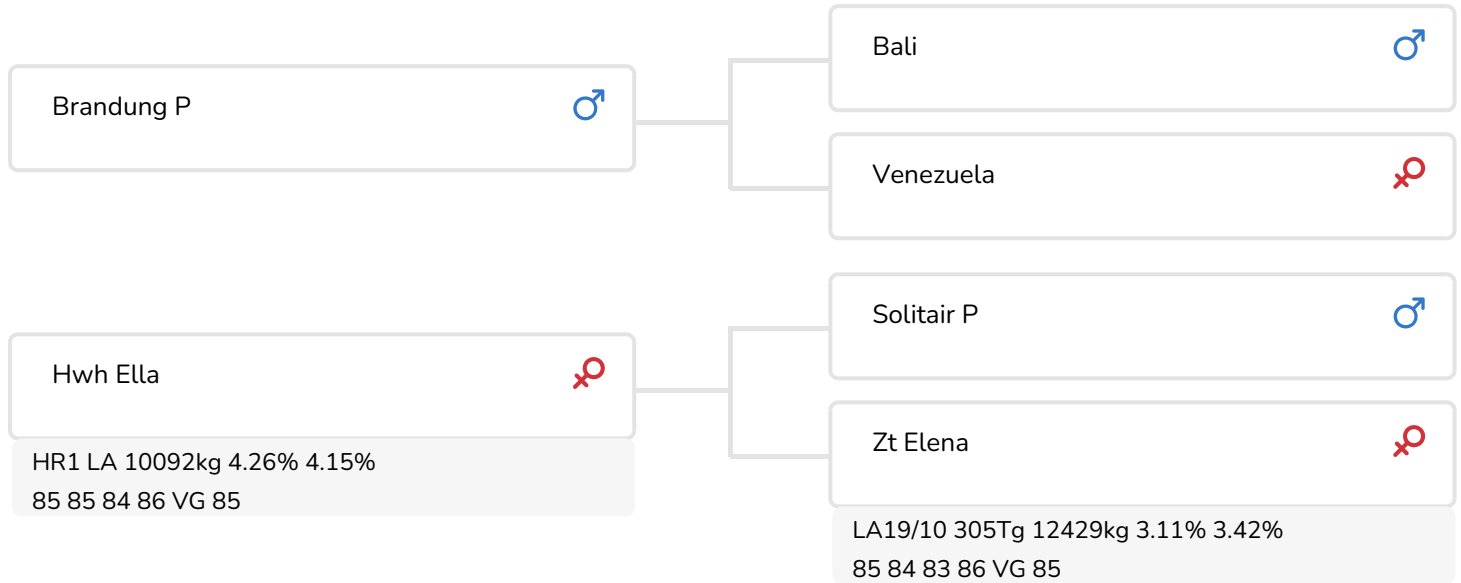 Brandung P
Bali
Venezuela
Hwh Ella
HR1 LA 10092kg 4.26% 4.15%
85 85 84 86 VG 85
Solitair P
Zt Elena
LA19/10 305Tg 12429kg 3.11% 3.42%
85 84 83 86 VG 85